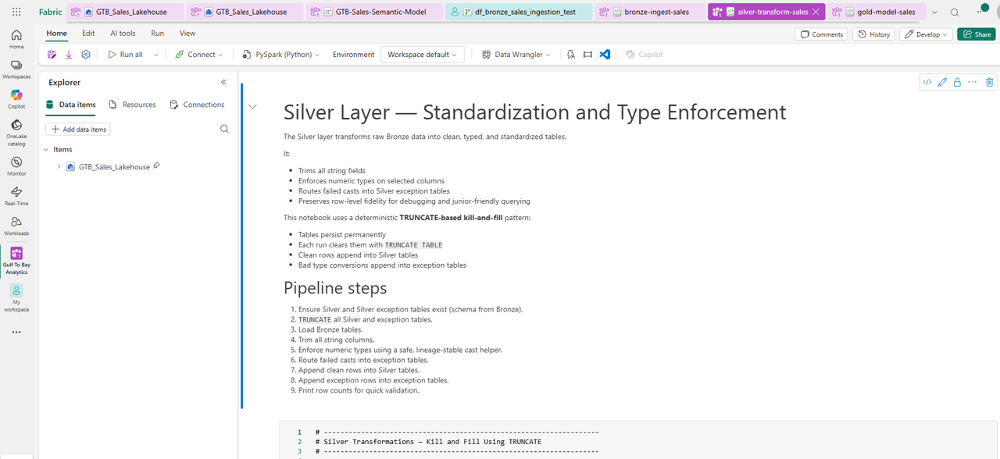 Fabric
GTB_Sales_Lakehouse
GTB_Sales_Lakehouse
GTB-Sales-Semantic-Model
df_bronze_sales_ingestion_test
bronze-ingest-sales
silver-transform-sales
gold-model-sales
Home
Edit
AI tools
Run
View
Comments
History
Develop
Share
Run all
Connect
PySpark (Python)
Environment
Workspace default
Data Wrangler
Copilot
Home
Workspaces
Copilot
OneLake
catalog
Monitor
Real-Time
Workloads
Gulf To Bay
Analytics
My
workspace
Explorer
Data items
Resources
Connections
Add data items
Items
GTB_Sales_Lakehouse
Silver Layer — Standardization and Type Enforcement
The Silver layer transforms raw Bronze data into clean, typed, and standardized tables.
It:
• Trims all string fields
• Enforces numeric types on selected columns
• Routes failed casts into Silver exception tables
• Preserves row-level fidelity for debugging and junior-friendly querying
This notebook uses a deterministic TRUNCATE-based kill-and-fill pattern:
• Tables persist permanently
• Each run clears them with TRUNCATE TABLE
• Clean rows append into Silver tables
• Bad type conversions append into exception tables
Pipeline steps
1. Ensure Silver and Silver exception tables exist (schema from Bronze).
2. TRUNCATE all Silver and exception tables.
3. Load Bronze tables.
4. Trim all string columns.
5. Enforce numeric types using a safe, lineage-stable cast helper.
6. Route failed casts into exception tables.
7. Append clean rows into Silver tables.
8. Append exception rows into exception tables.
9. Print row counts for quick validation.
1 # ----------------------------------------------------------------------
2 # Silver Transformations — Kill and Fill Using TRUNCATE
3 # ----------------------------------------------------------------------